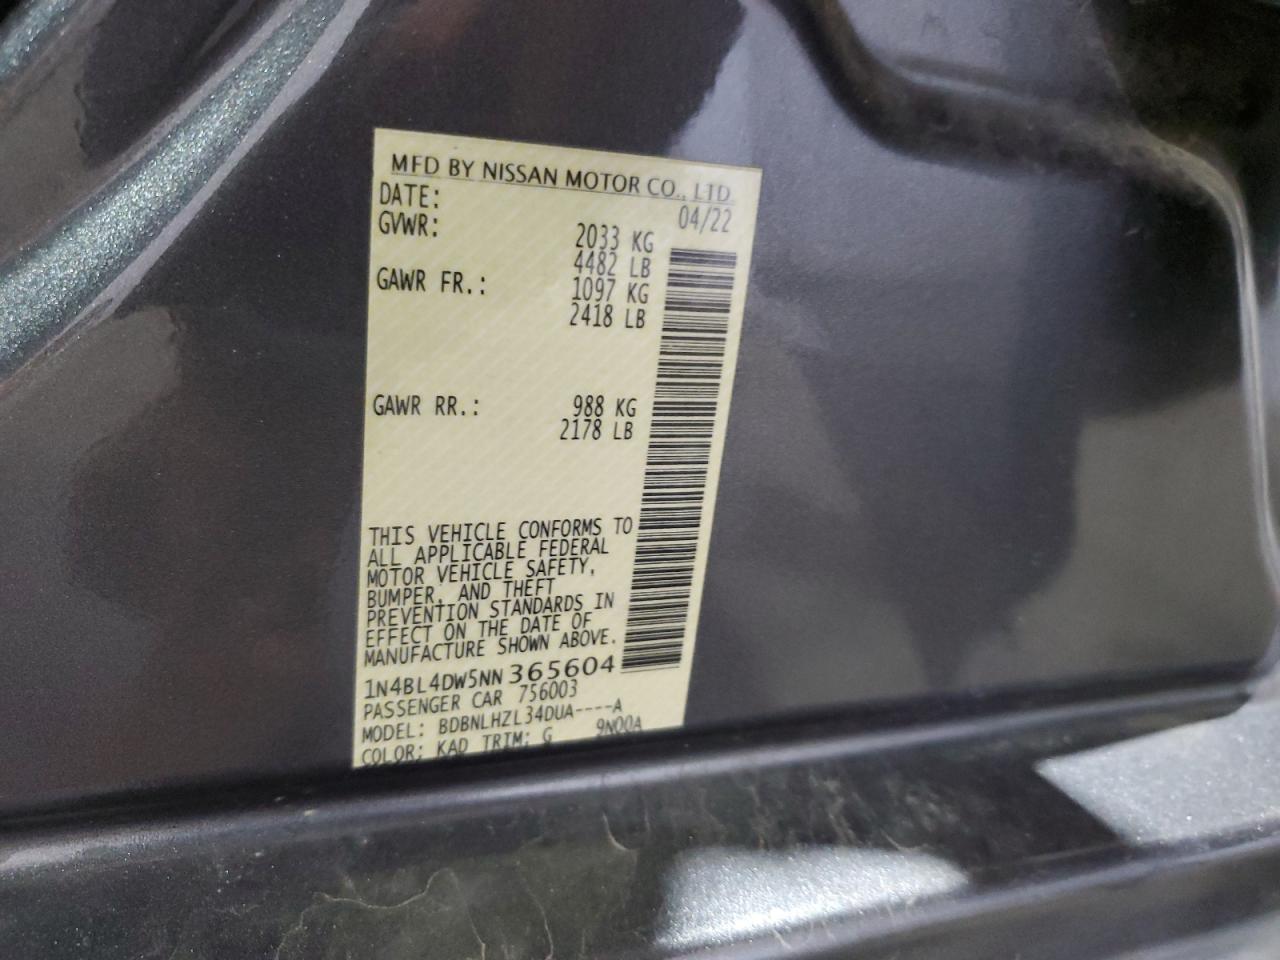 MFD BY NISSAN MOTOR CO., LTD.
DATE: 04/22
GVWR: 2033 KG
4482 LB
GAWR FR.: 1097 KG
2418 LB
GAWR RR.: 988 KG
2178 LB
THIS VEHICLE CONFORMS TO
ALL APPLICABLE FEDERAL
MOTOR VEHICLE SAFETY,
BUMPER, AND THEFT
PREVENTION STANDARDS IN
EFFECT ON THE DATE OF
MANUFACTURE SHOWN ABOVE.
1N4BL4DW5NN365604
PASSENGER CAR 756003
MODEL: BDBNLHZL34DUA----A
COLOR: KAD TRIM: G 9N00A